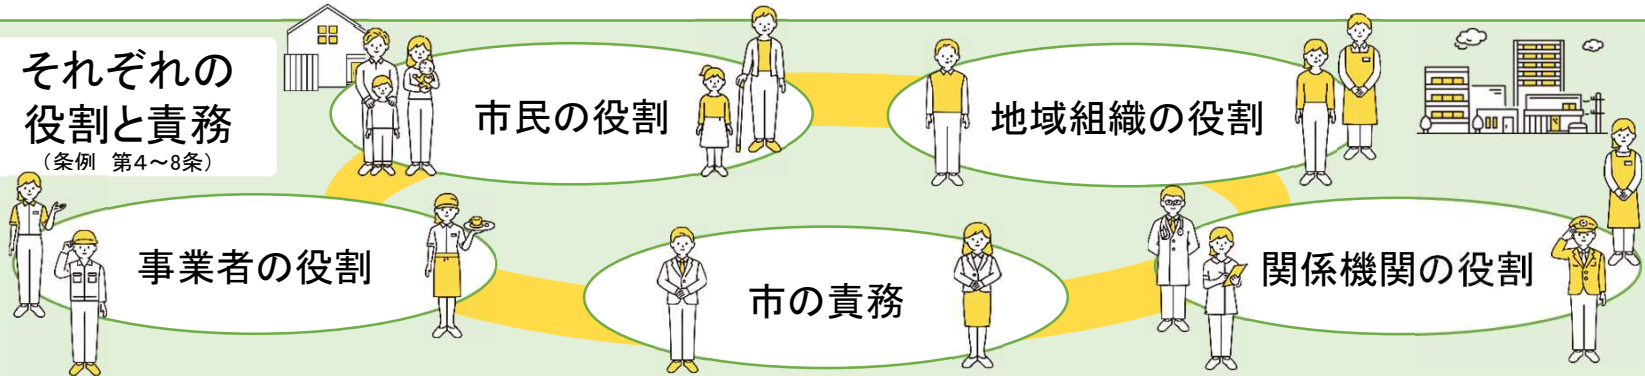 それぞれの
役割と責務
（条例 第４～８条）
市民の役割
地域組織の役割
事業者の役割
市の責務
関係機関の役割